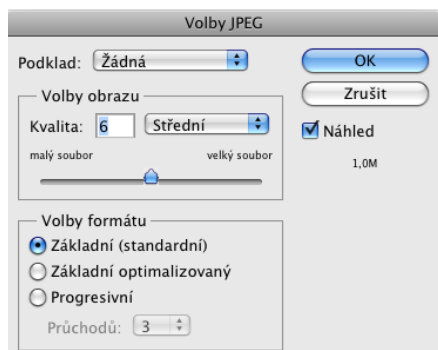 Volby JPEG
Podklad: Žádná
OK
Zrušit
Náhled
1,0M
Volby obrazu
Kvalita: 6 Střední
malý soubor velký soubor
Volby formátu
Základní (standardní)
Základní optimalizovaný
Progresivní
Průchodů: 3